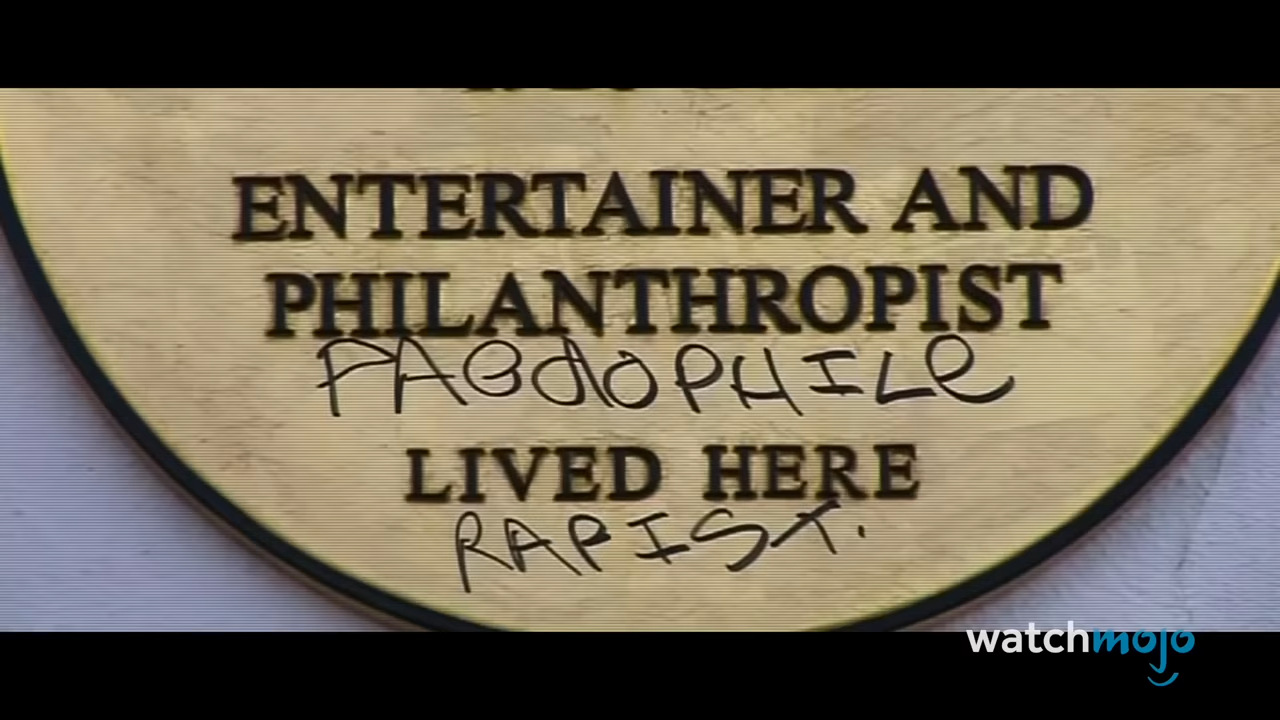 ENTERTAINER AND
PHILANTHROPIST
PAEdOPHILe
LIVED HERE
RAPIST.
watchmojo